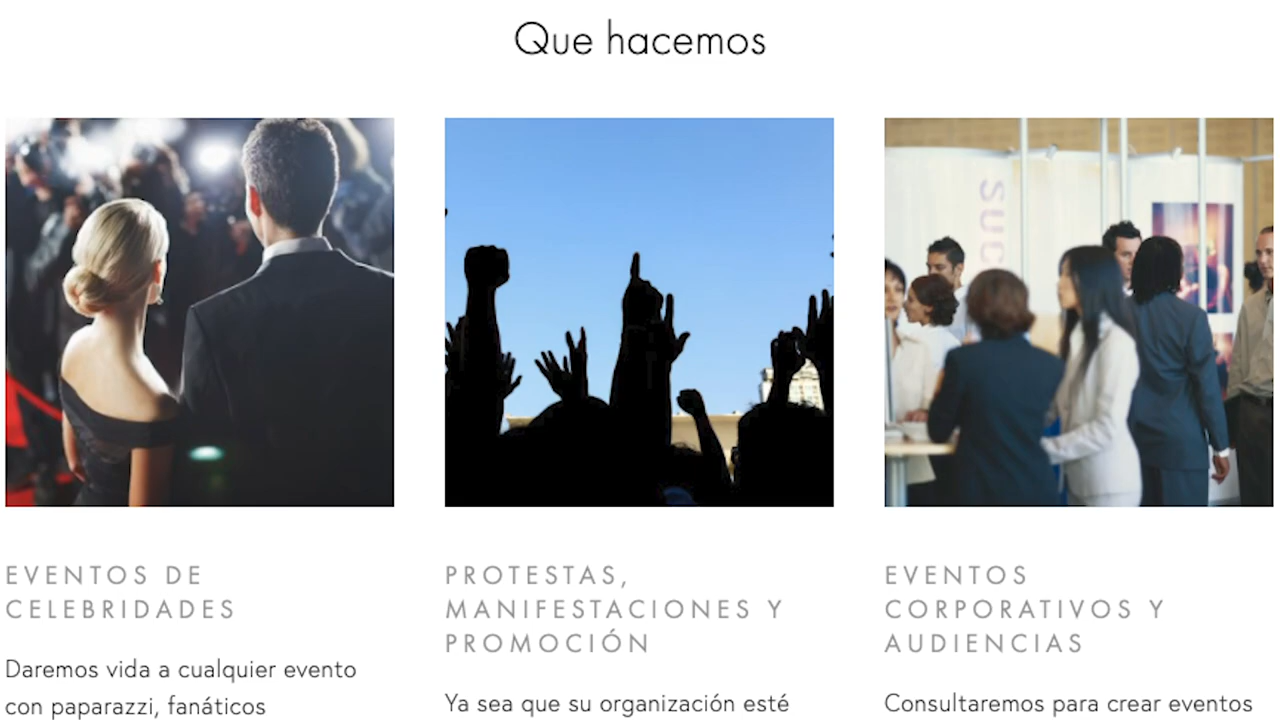 Que hacemos
SUC
EVENTOS DE
CELEBRIDADES
Daremos vida a cualquier evento
con paparazzi, fanáticos
PROTESTAS,
MANIFESTACIONES Y
PROMOCIÓN
Ya sea que su organización esté
EVENTOS
CORPORATIVOS Y
AUDIENCIAS
Consultaremos para crear eventos